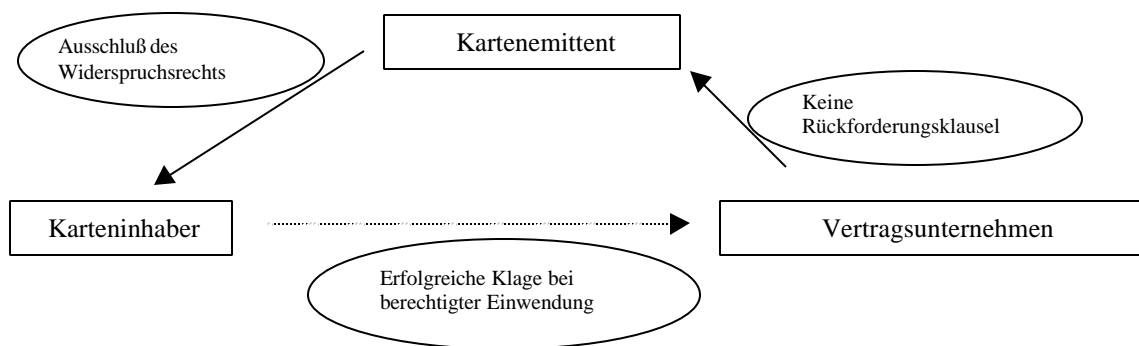 Ausschluß des
Widerspruchsrechts
Kartenemittent
Keine
Rückforderungsklausel
Karteninhaber
Vertragsunternehmen
Erfolgreiche Klage bei
berechtigter Einwendung